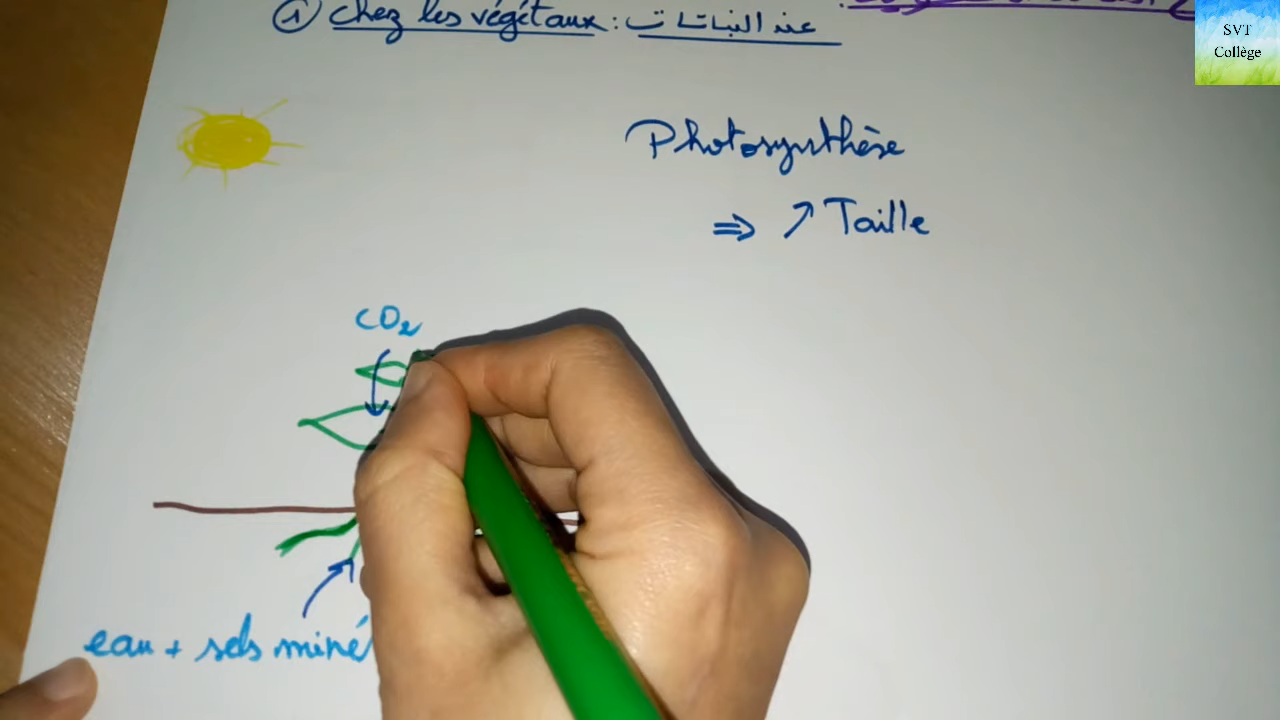 ① chez les végétaux : عند النباتات
SVT
Collège
Photosynthèse
⇒ ↗ Taille
CO₂
eau + sels miné